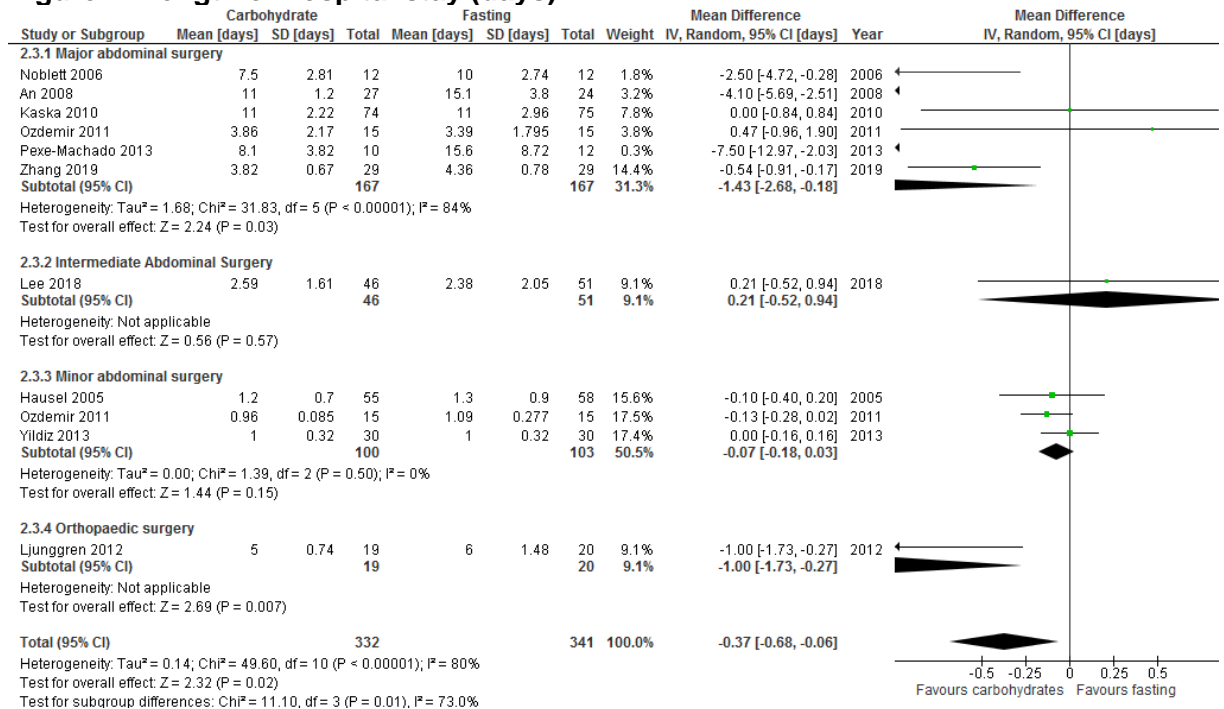 Carbohydrate Fasting Mean Difference Mean Difference
Study or Subgroup Mean [days] SD [days] Total Mean [days] SD [days] Total Weight IV, Random, 95% CI [days] Year IV, Random, 95% CI [days]
2.3.1 Major abdominal surgery
Noblett 2006 7.5 2.81 12 10 2.74 12 1.8% -2.50 [-4.72, -0.28] 2006
An 2008 11 1.2 27 15.1 3.8 24 3.2% -4.10 [-5.69, -2.51] 2008
Kaska 2010 11 2.22 74 11 2.96 75 7.8% 0.00 [-0.84, 0.84] 2010
Ozdemir 2011 3.86 2.17 15 3.39 1.795 15 3.8% 0.47 [-0.96, 1.90] 2011
Pexe-Machado 2013 8.1 3.82 10 15.6 8.72 12 0.3% -7.50 [-12.97, -2.03] 2013
Zhang 2019 3.82 0.67 29 4.36 0.78 29 14.4% -0.54 [-0.91, -0.17] 2019
Subtotal (95% CI) 167 167 31.3% -1.43 [-2.68, -0.18]
Heterogeneity: Tau² = 1.68; Chi² = 31.83, df = 5 (P < 0.00001); I² = 84%
Test for overall effect: Z = 2.24 (P = 0.03)
2.3.2 Intermediate Abdominal Surgery
Lee 2018 2.59 1.61 46 2.38 2.05 51 9.1% 0.21 [-0.52, 0.94] 2018
Subtotal (95% CI) 46 51 9.1% 0.21 [-0.52, 0.94]
Heterogeneity: Not applicable
Test for overall effect: Z = 0.56 (P = 0.57)
2.3.3 Minor abdominal surgery
Hausel 2005 1.2 0.7 55 1.3 0.9 58 15.6% -0.10 [-0.40, 0.20] 2005
Ozdemir 2011 0.96 0.085 15 1.09 0.277 15 17.5% -0.13 [-0.28, 0.02] 2011
Yildiz 2013 1 0.32 30 1 0.32 30 17.4% 0.00 [-0.16, 0.16] 2013
Subtotal (95% CI) 100 103 50.5% -0.07 [-0.18, 0.03]
Heterogeneity: Tau² = 0.00; Chi² = 1.39, df = 2 (P = 0.50); I² = 0%
Test for overall effect: Z = 1.44 (P = 0.15)
2.3.4 Orthopaedic surgery
Ljunggren 2012 5 0.74 19 6 1.48 20 9.1% -1.00 [-1.73, -0.27] 2012
Subtotal (95% CI) 19 20 9.1% -1.00 [-1.73, -0.27]
Heterogeneity: Not applicable
Test for overall effect: Z = 2.69 (P = 0.007)
Total (95% CI) 332 341 100.0% -0.37 [-0.68, -0.06]
Heterogeneity: Tau² = 0.14; Chi² = 49.60, df = 10 (P < 0.00001); I² = 80%
Test for overall effect: Z = 2.32 (P = 0.02)
Test for subgroup differences: Chi² = 11.10, df = 3 (P = 0.01), I² = 73.0%
-0.5 -0.25 0 0.25 0.5
Favours carbohydrates Favours fasting